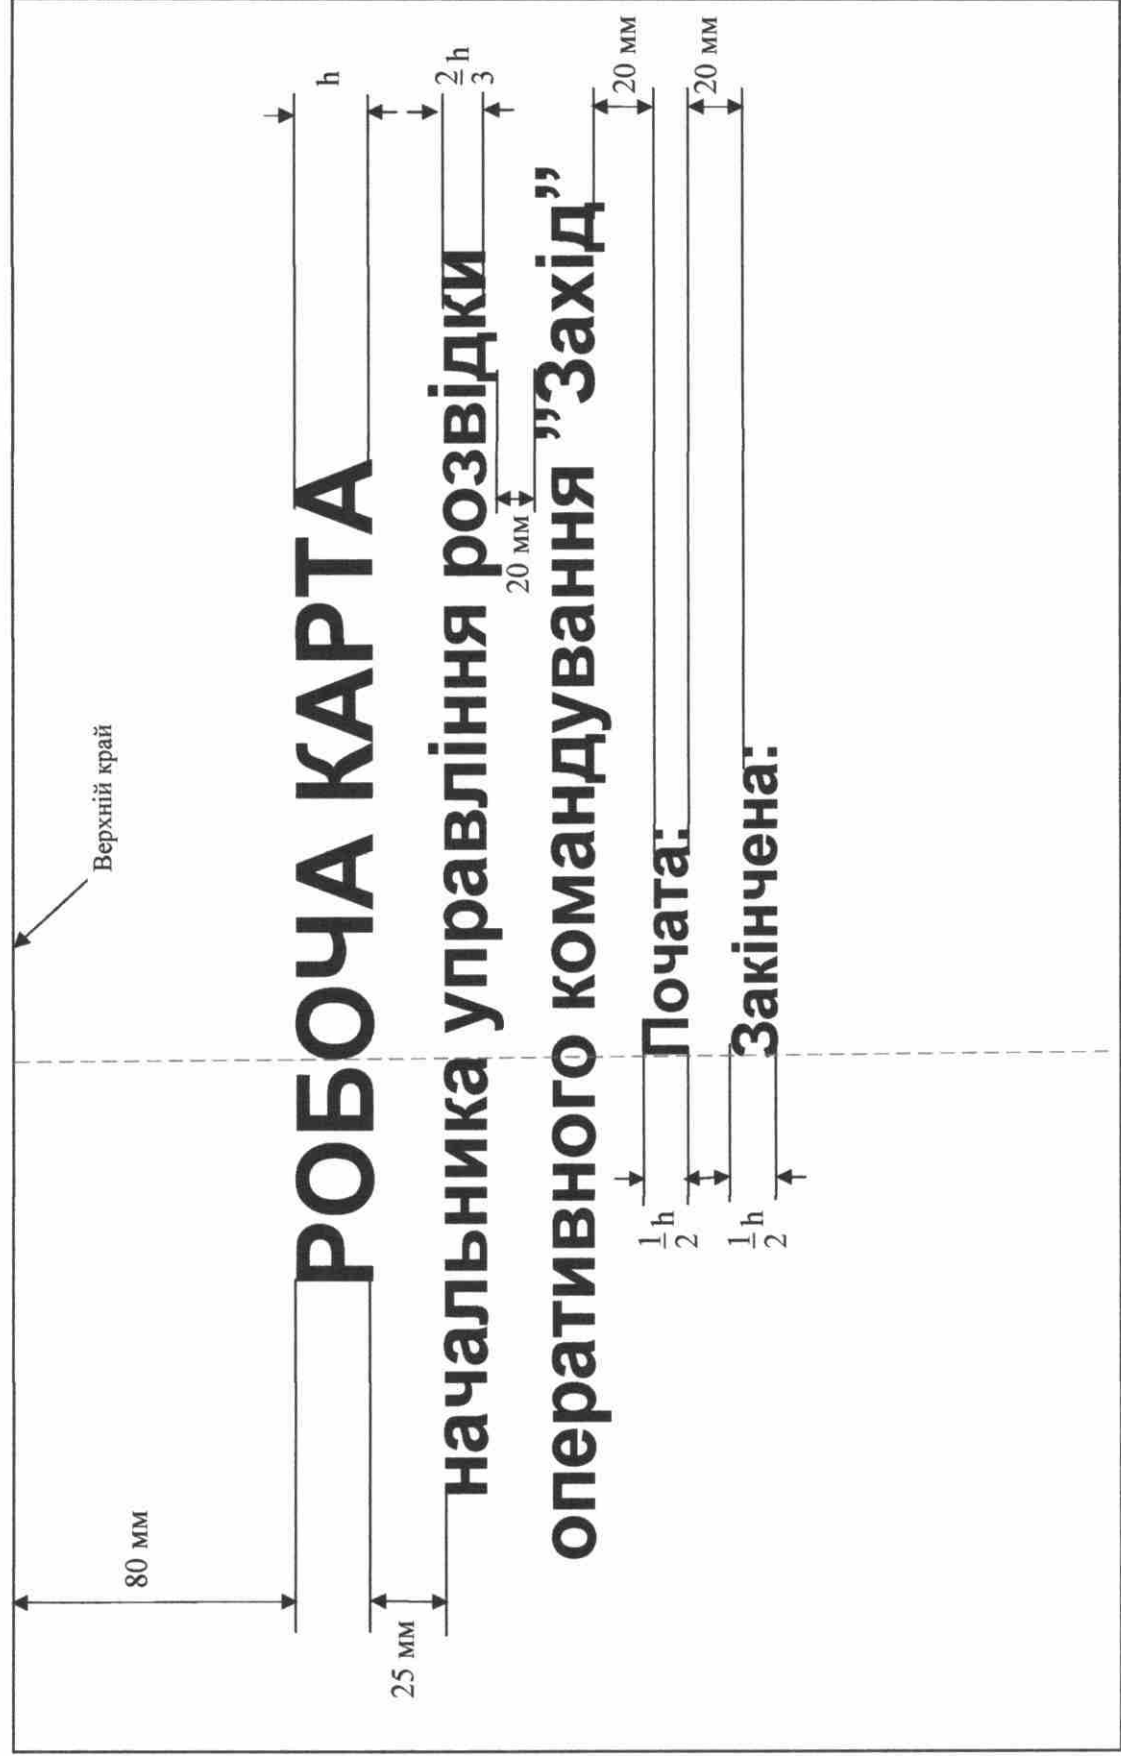 Верхній край
80 мм
h
РОБОЧА КАРТА
25 мм
2/3 h
начальника управління розвідки
20 мм
оперативного командування ”Захід”
20 мм
1/2 h
Почата:
20 мм
1/2 h
Закінчена: